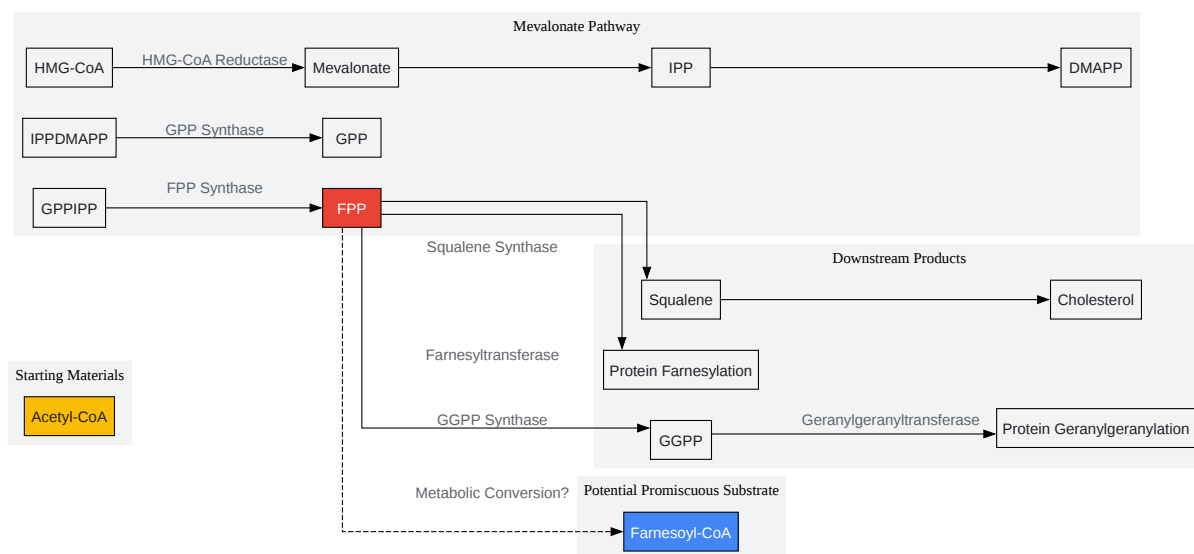 Mevalonate Pathway
HMG-CoA
HMG-CoA Reductase
Mevalonate
IPP
DMAPP
IPPDMAPP
GPP Synthase
GPP
GPPIPP
FPP Synthase
FPP
Squalene Synthase
Downstream Products
Squalene
Cholesterol
Farnesyltransferase
Protein Farnesylation
Starting Materials
Acetyl-CoA
GGPP Synthase
GGPP
Geranylgeranyltransferase
Protein Geranylgeranylation
Metabolic Conversion?
Potential Promiscuous Substrate
Farnesoyl-CoA